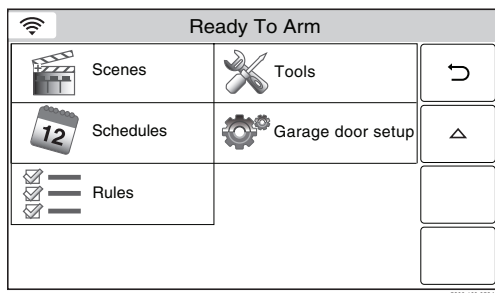 Ready To Arm
Scenes
Tools
12
Schedules
Garage door setup
Rules